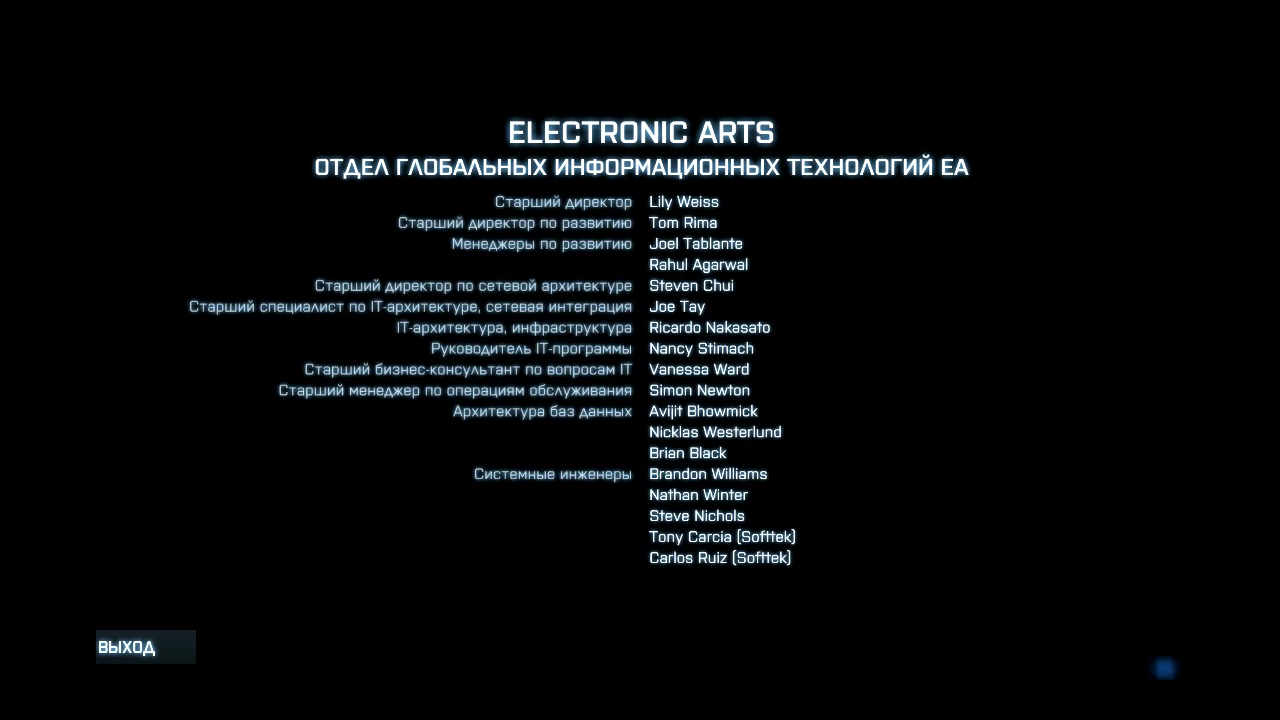 ELECTRONIC ARTS
ОТДЕЛ ГЛОБАЛЬНЫХ ИНФОРМАЦИОННЫХ ТЕХНОЛОГИЙ EA
Старший директор Lily Weiss
Старший директор по развитию Tom Rima
Менеджеры по развитию Joel Tablante
Rahul Agarwal
Старший директор по сетевой архитектуре Steven Chui
Старший специалист по IT-архитектуре, сетевая интеграция Joe Tay
IT-архитектура, инфраструктура Ricardo Nakasato
Руководитель IT-программы Nancy Stimach
Старший бизнес-консультант по вопросам IT Vanessa Ward
Старший менеджер по операциям обслуживания Simon Newton
Архитектура баз данных Avijit Bhowmick
Nicklas Westerlund
Brian Black
Системные инженеры Brandon Williams
Nathan Winter
Steve Nichols
Tony Carcia (Softtek)
Carlos Ruiz (Softtek)
ВЫХОД